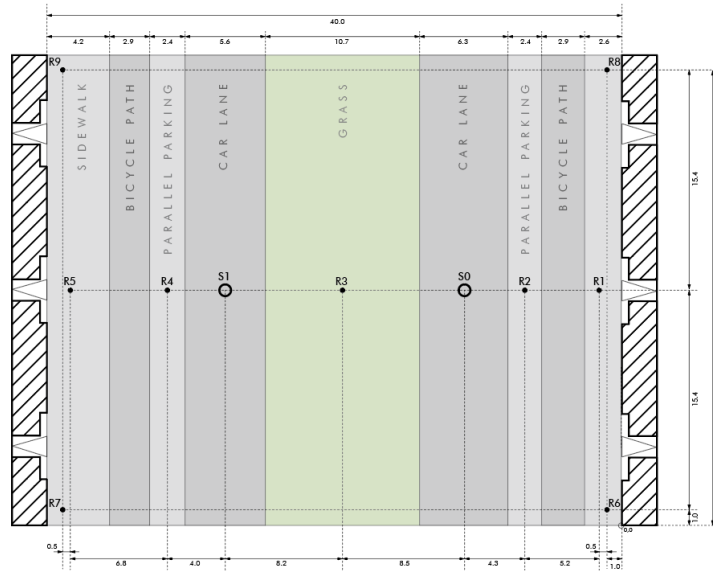 40.0
4.2 2.9 2.4 5.6 10.7 6.3 2.4 2.9 2.6
R9 R8
SIDEWALK BICYCLE PATH PARALLEL PARKING CAR LANE GRASS CAR LANE PARALLEL PARKING BICYCLE PATH
15.4
R5 R4 S1 R3 S0 R2 R1
15.4
R7 R6
1.0
0,0
0.5 6.8 4.0 8.2 8.5 4.3 5.2 0.5 1.0